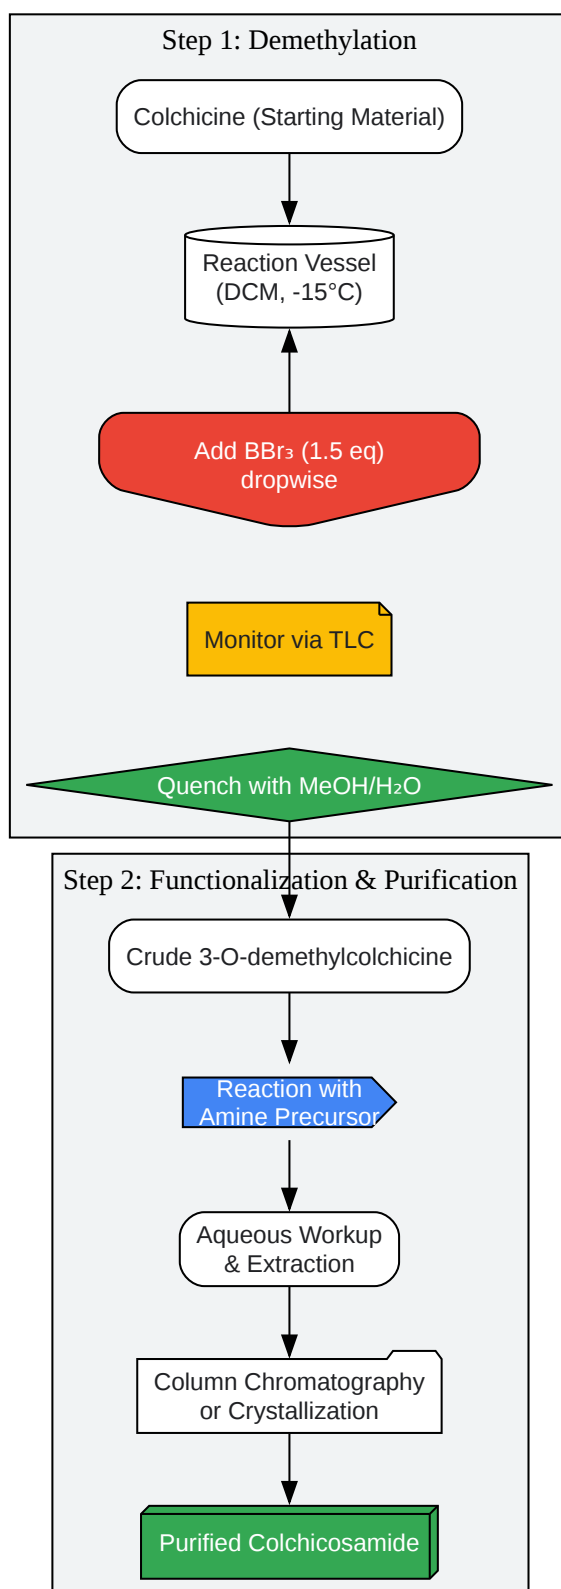 Step 1: Demethylation
Colchicine (Starting Material)
Reaction Vessel
(DCM, -15°C)
Add BBr₃ (1.5 eq)
dropwise
Monitor via TLC
Quench with MeOH/H₂O
Step 2: Functionalization & Purification
Crude 3-O-demethylcolchicine
Reaction with
Amine Precursor
Aqueous Workup
& Extraction
Column Chromatography
or Crystallization
Purified Colchicosamide